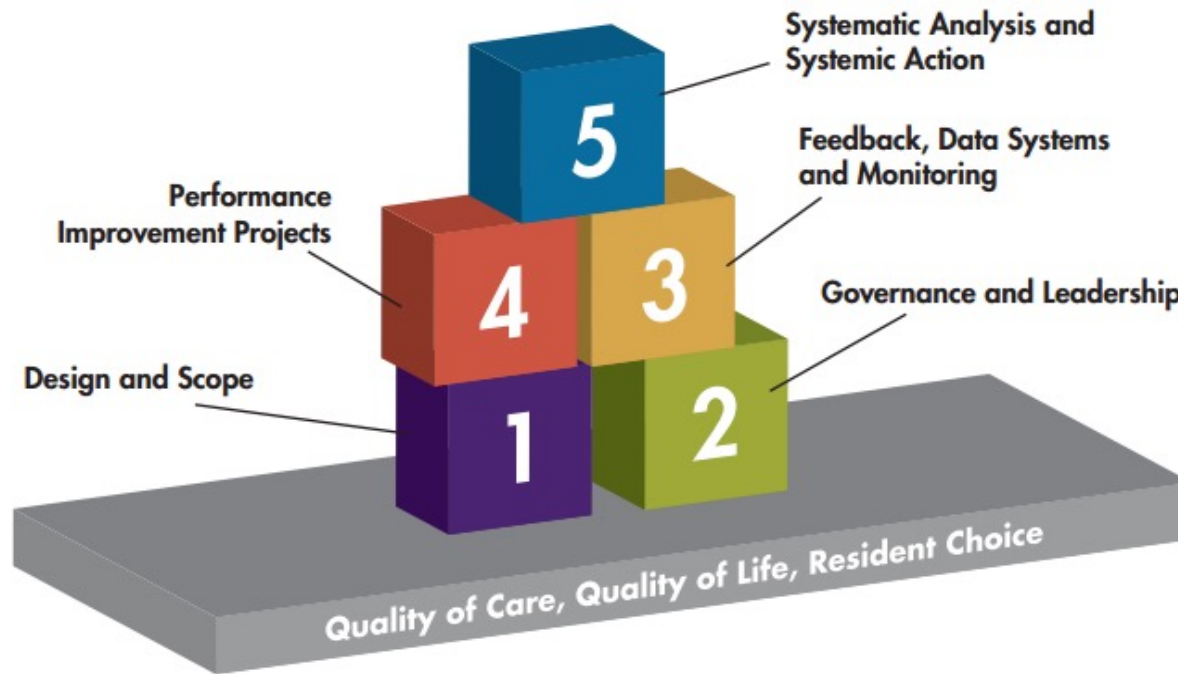 Systematic Analysis and
Systemic Action
5
Feedback, Data Systems
and Monitoring
Performance
Improvement Projects
4
3
Governance and Leadership
Design and Scope
1
2
Quality of Care, Quality of Life, Resident Choice